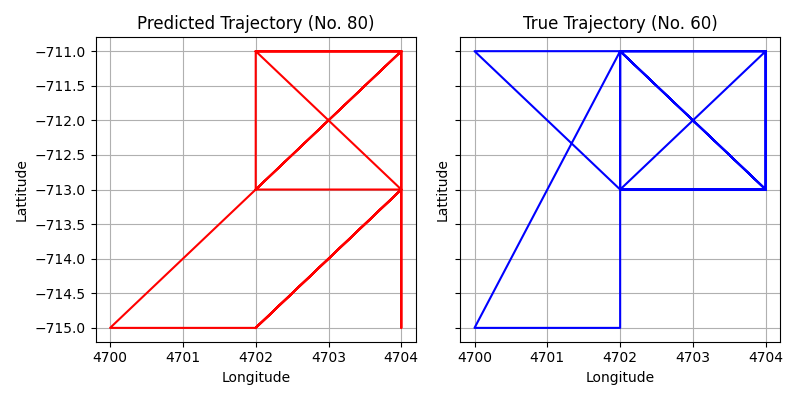 Predicted Trajectory (No. 80)
True Trajectory (No. 60)
−711.0
−711.5
−712.0
−712.5
−713.0
−713.5
−714.0
−714.5
−715.0
Lattitude
Lattitude
4700 4701 4702 4703 4704
4700 4701 4702 4703 4704
Longitude
Longitude